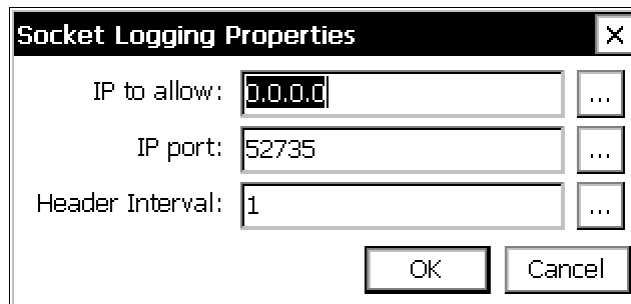 Socket Logging Properties
IP to allow: 0.0.0.0 ...
IP port: 52735 ...
Header Interval: 1 ...
OK Cancel